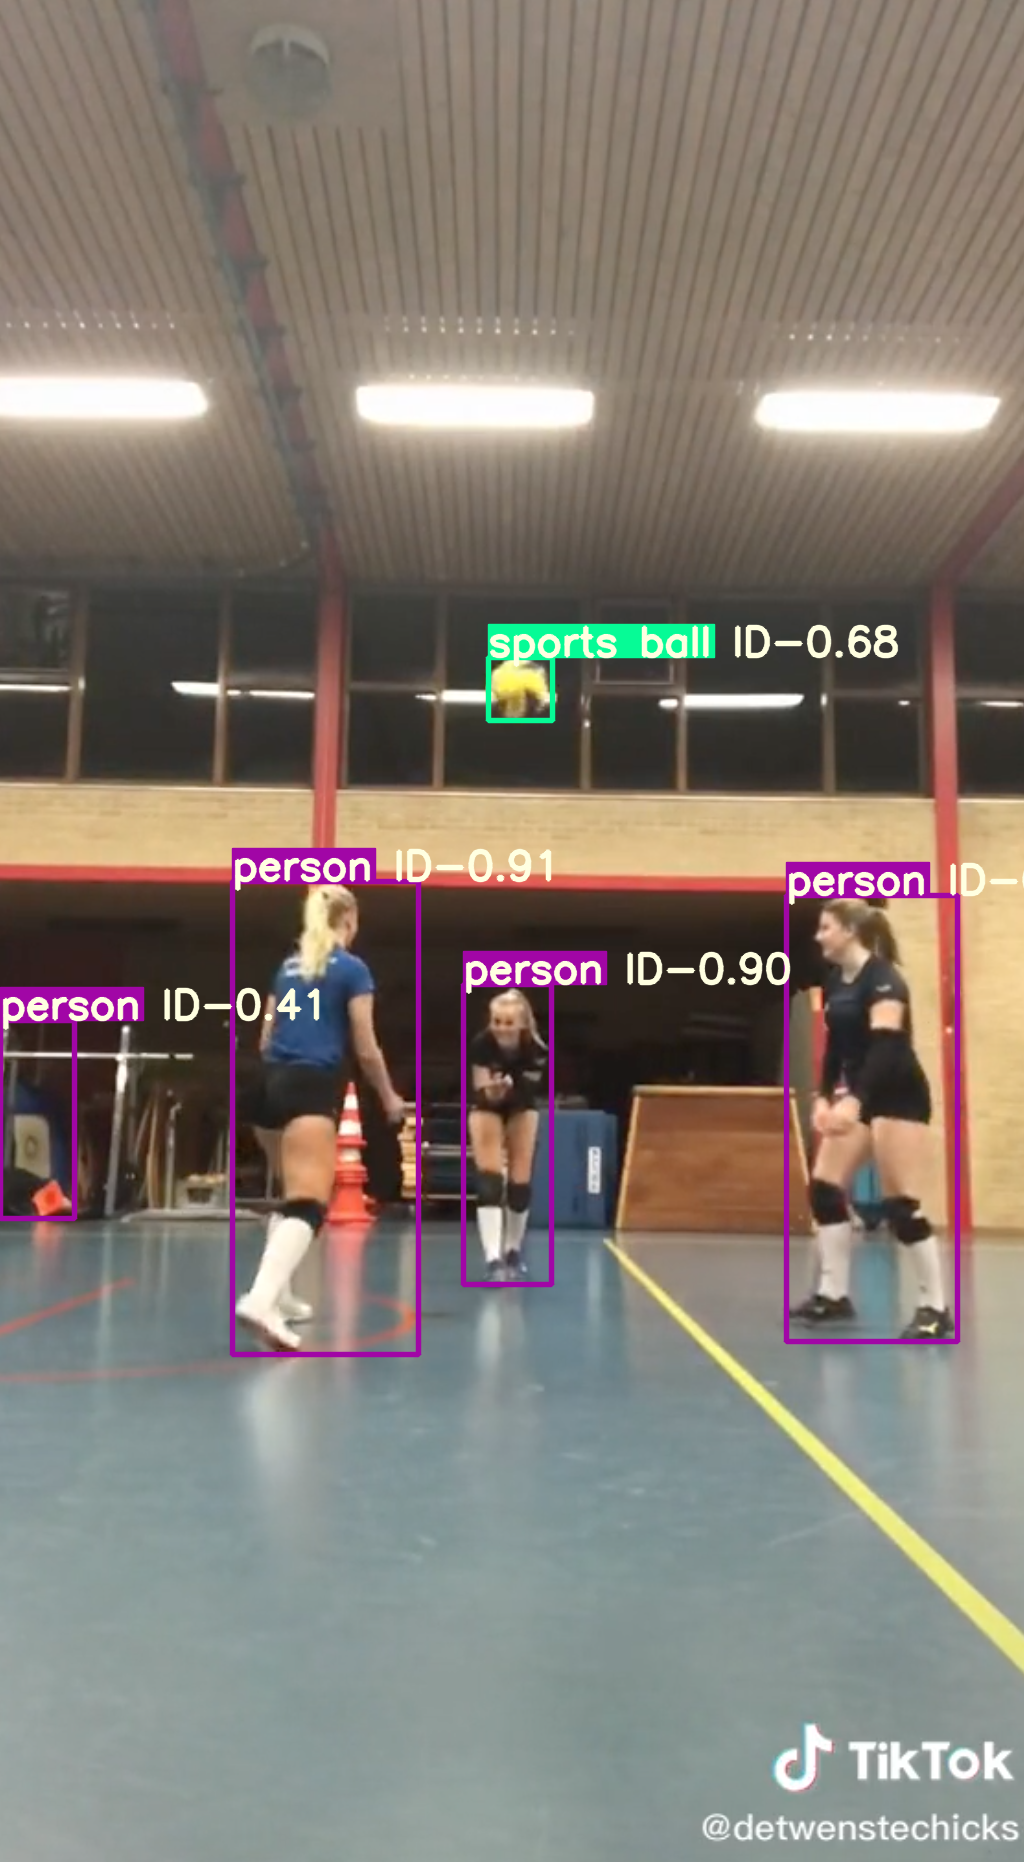 sports ball ID-0.68
person ID-0.91
person ID-
person ID-0.90
person ID-0.41
TikTok
@detwenstechicks